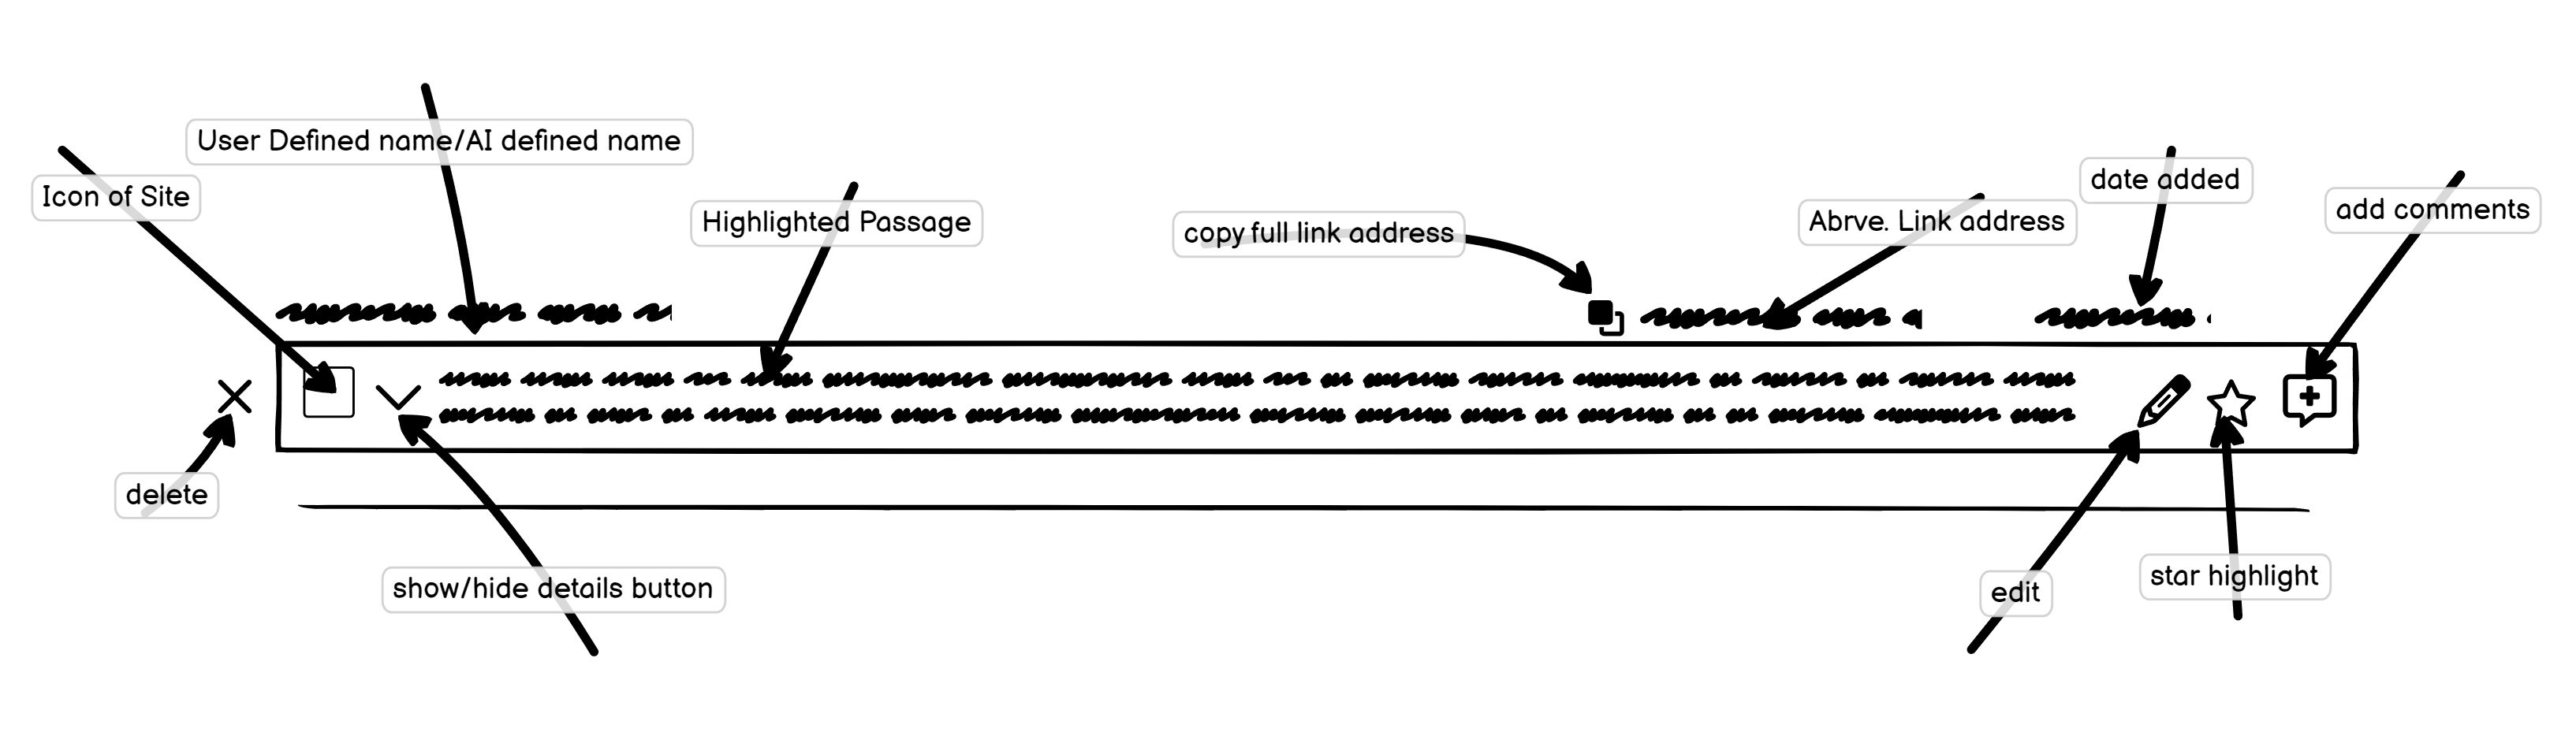 User Defined name/AI defined name
Icon of Site
Highlighted Passage
copy full link address
Abrve. Link address
date added
add comments
delete
show/hide details button
edit
star highlight